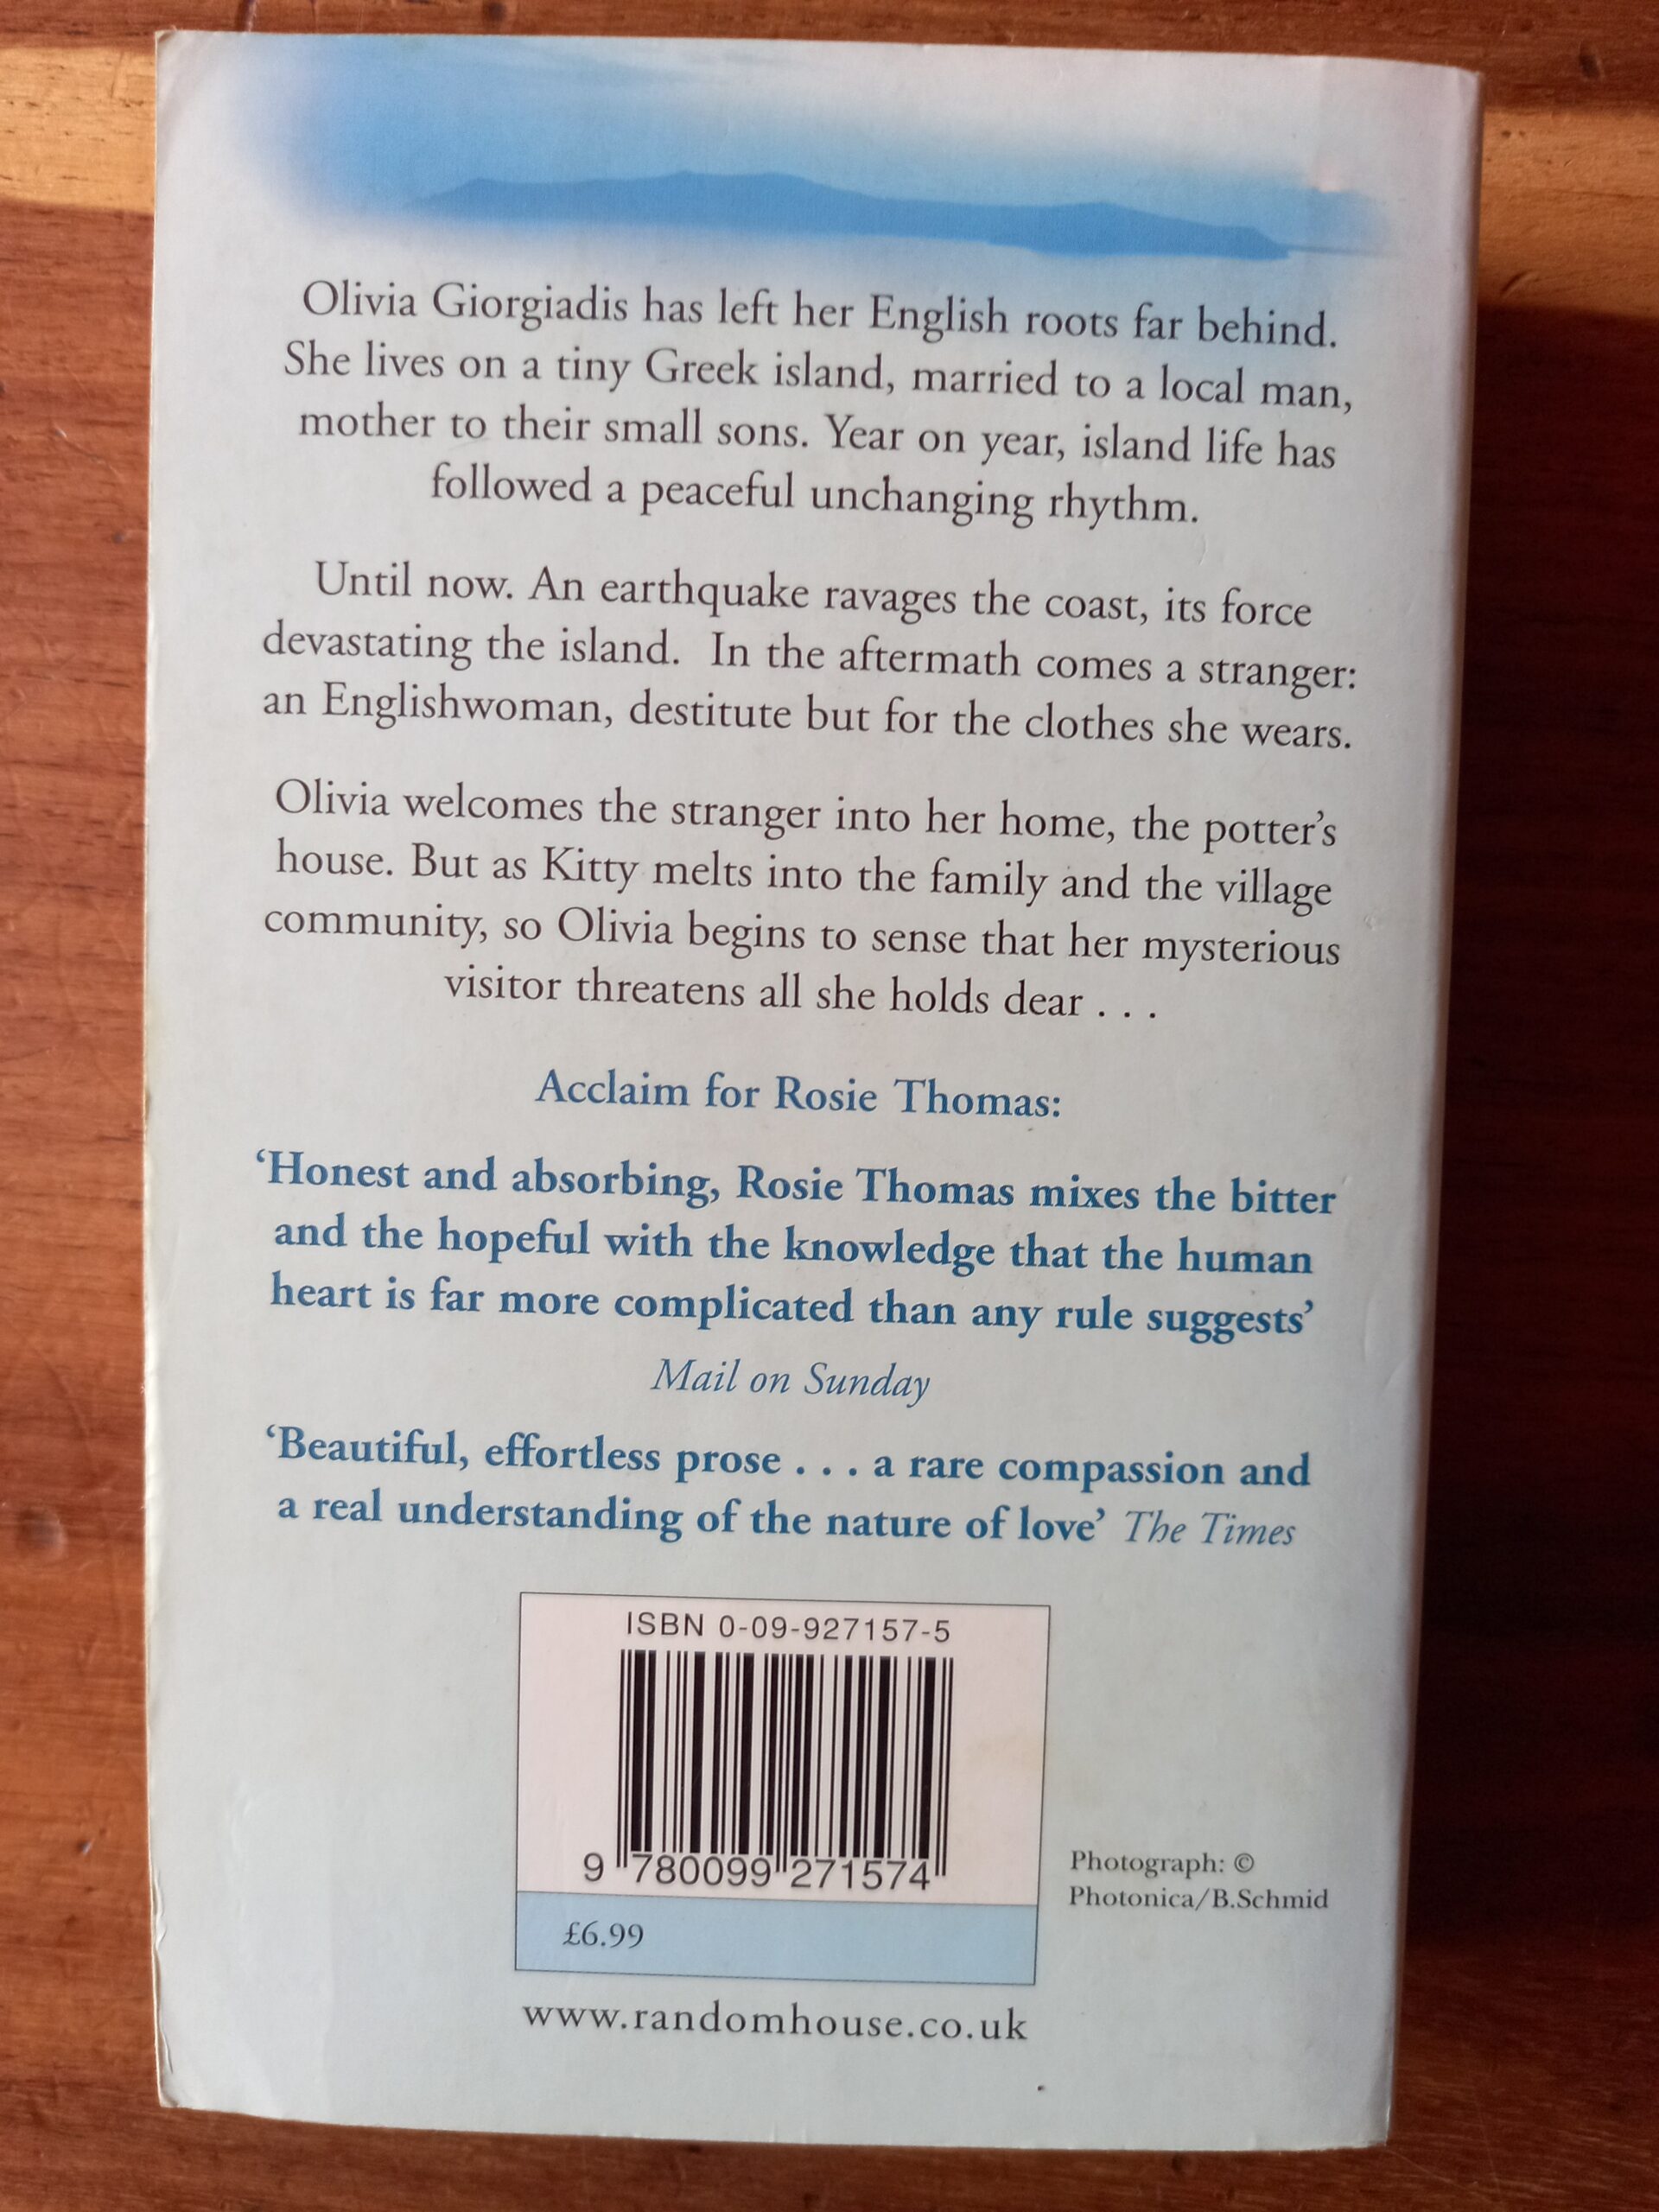 Olivia Giorgiadis has left her English roots far behind.
She lives on a tiny Greek island, married to a local man,
mother to their small sons. Year on year, island life has
followed a peaceful unchanging rhythm.
Until now. An earthquake ravages the coast, its force
devastating the island. In the aftermath comes a stranger:
an Englishwoman, destitute but for the clothes she wears.
Olivia welcomes the stranger into her home, the potter’s
house. But as Kitty melts into the family and the village
community, so Olivia begins to sense that her mysterious
visitor threatens all she holds dear . . .
Acclaim for Rosie Thomas:
‘Honest and absorbing, Rosie Thomas mixes the bitter
and the hopeful with the knowledge that the human
heart is far more complicated than any rule suggests’
Mail on Sunday
‘Beautiful, effortless prose . . . a rare compassion and
a real understanding of the nature of love’ The Times
ISBN 0-09-927157-5
9 780099 271574
£6.99
Photograph: ©
Photonica/B.Schmid
www.randomhouse.co.uk